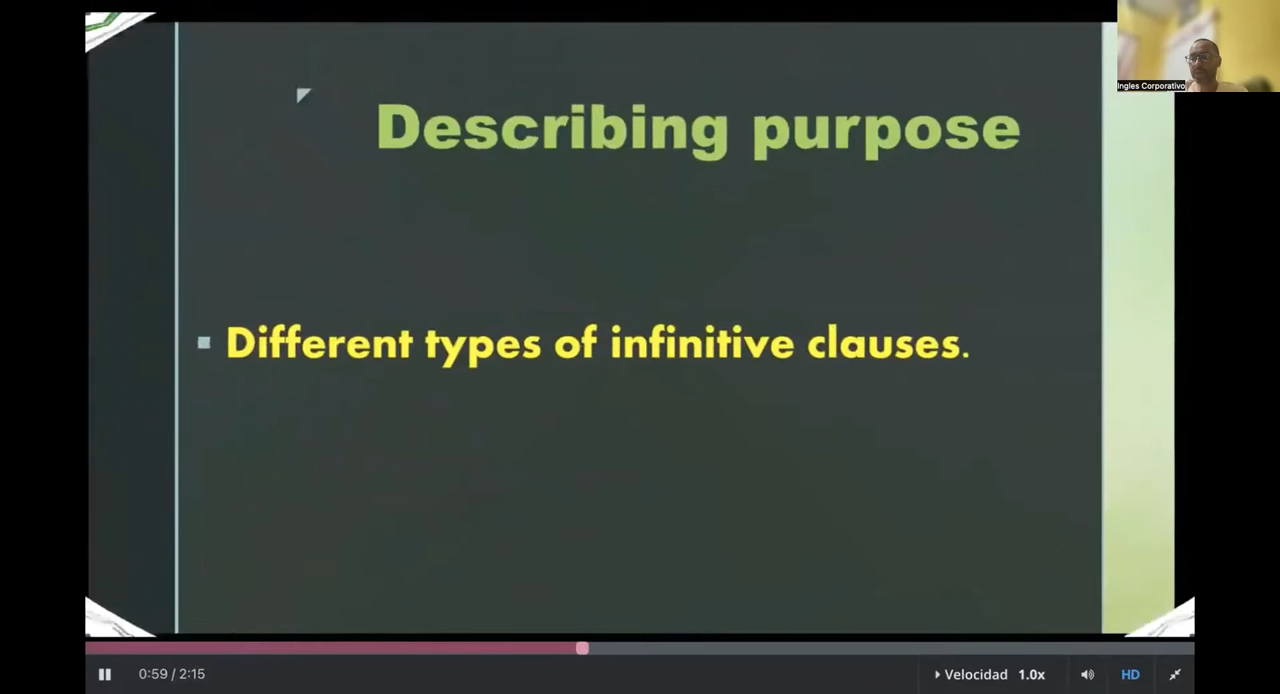 Describing purpose
Ingles Corporativo
Different types of infinitive clauses.
0:59 / 2:15
Velocidad 1.0x
HD